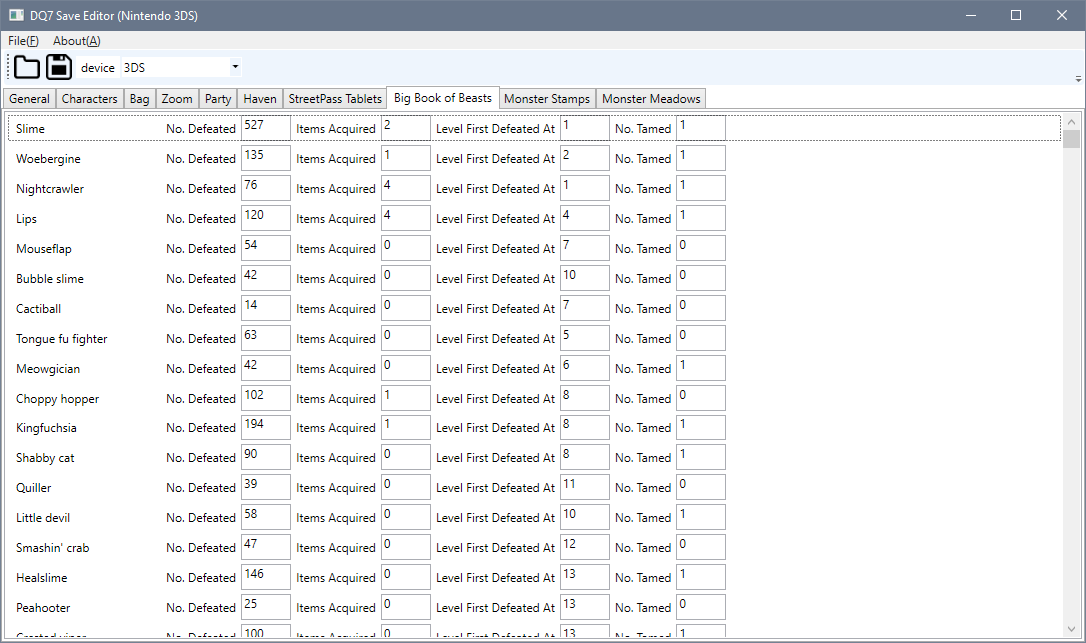 DQ7 Save Editor (Nintendo 3DS)
File(F) About(A)
device 3DS
General Characters Bag Zoom Party Haven StreetPass Tablets Big Book of Beasts Monster Stamps Monster Meadows
Slime No. Defeated 527 Items Acquired 2 Level First Defeated At 1 No. Tamed 1
Woebergine No. Defeated 135 Items Acquired 1 Level First Defeated At 2 No. Tamed 1
Nightcrawler No. Defeated 76 Items Acquired 4 Level First Defeated At 1 No. Tamed 1
Lips No. Defeated 120 Items Acquired 4 Level First Defeated At 4 No. Tamed 1
Mouseflap No. Defeated 54 Items Acquired 0 Level First Defeated At 7 No. Tamed 0
Bubble slime No. Defeated 42 Items Acquired 0 Level First Defeated At 10 No. Tamed 0
Cactiball No. Defeated 14 Items Acquired 0 Level First Defeated At 7 No. Tamed 0
Tongue fu fighter No. Defeated 63 Items Acquired 0 Level First Defeated At 5 No. Tamed 0
Meowgician No. Defeated 42 Items Acquired 0 Level First Defeated At 6 No. Tamed 1
Choppy hopper No. Defeated 102 Items Acquired 1 Level First Defeated At 8 No. Tamed 0
Kingfuchsia No. Defeated 194 Items Acquired 1 Level First Defeated At 8 No. Tamed 1
Shabby cat No. Defeated 90 Items Acquired 0 Level First Defeated At 8 No. Tamed 1
Quiller No. Defeated 39 Items Acquired 0 Level First Defeated At 11 No. Tamed 0
Little devil No. Defeated 58 Items Acquired 0 Level First Defeated At 10 No. Tamed 1
Smashin' crab No. Defeated 47 Items Acquired 0 Level First Defeated At 12 No. Tamed 0
Healslime No. Defeated 146 Items Acquired 0 Level First Defeated At 13 No. Tamed 1
Peahooter No. Defeated 25 Items Acquired 0 Level First Defeated At 13 No. Tamed 0
No. Defeated 100 Items Acquired 0 Level First Defeated At 13 No. Tamed 1